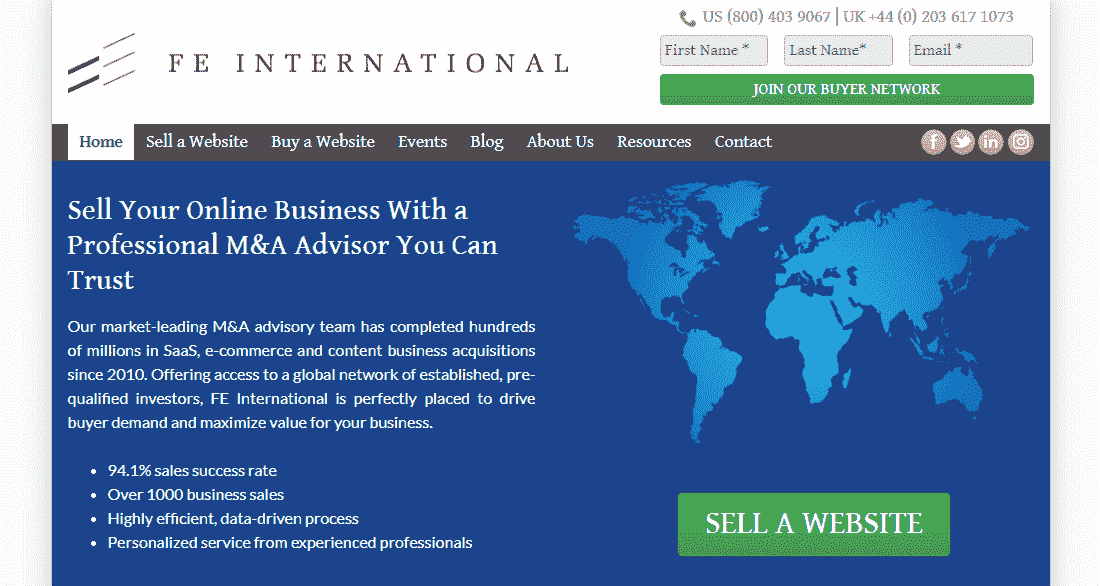 US (800) 403 9067 | UK +44 (0) 203 617 1073
FE INTERNATIONAL
First Name * Last Name* Email *
JOIN OUR BUYER NETWORK
Home Sell a Website Buy a Website Events Blog About Us Resources Contact
Sell Your Online Business With a
Professional M&A Advisor You Can
Trust
Our market-leading M&A advisory team has completed hundreds
of millions in SaaS, e-commerce and content business acquisitions
since 2010. Offering access to a global network of established, pre-
qualified investors, FE International is perfectly placed to drive
buyer demand and maximize value for your business.
• 94.1% sales success rate
• Over 1000 business sales
• Highly efficient, data-driven process
• Personalized service from experienced professionals
SELL A WEBSITE